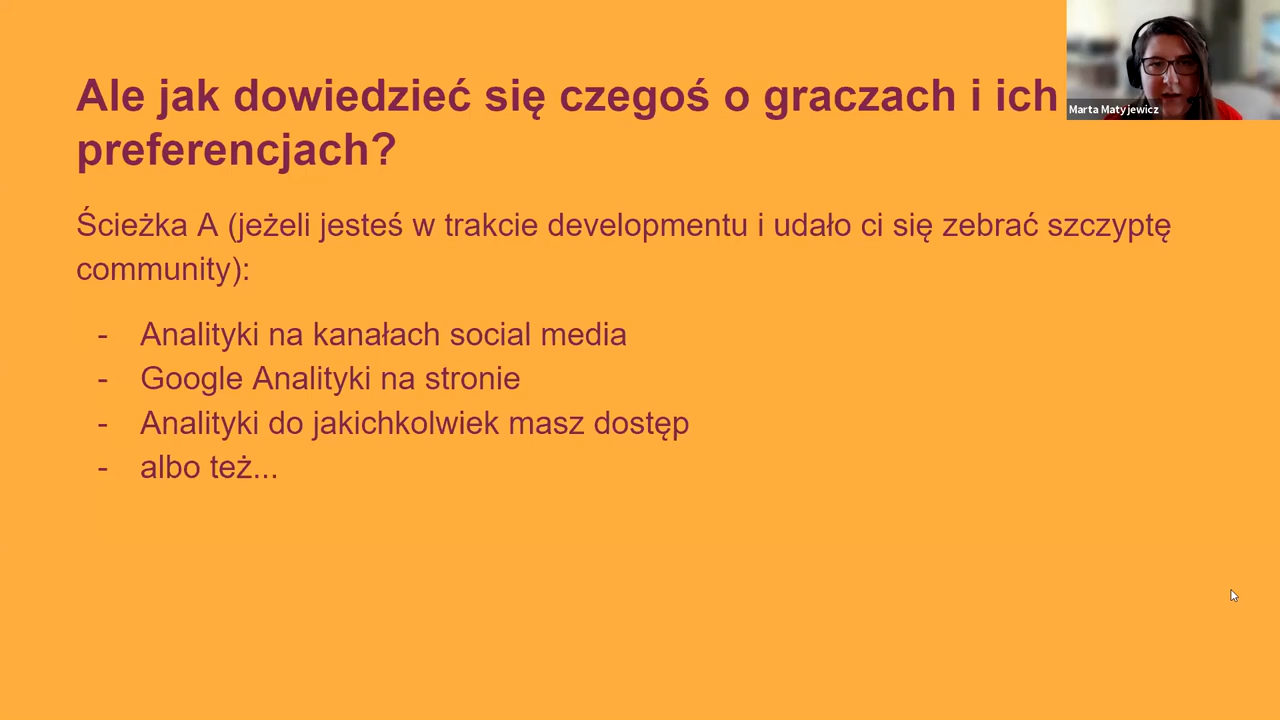 Ale jak dowiedzieć się czegoś o graczach i ich
preferencjach?
Marta Matyjewicz
Ścieżka A (jeżeli jesteś w trakcie developmentu i udało ci się zebrać szczyptę
community):
- Analityki na kanałach social media
- Google Analityki na stronie
- Analityki do jakichkolwiek masz dostęp
- albo też...